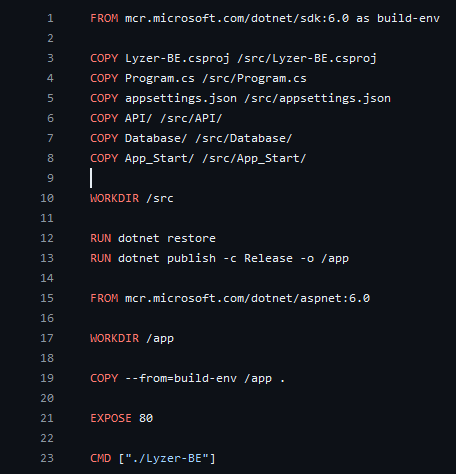 1 FROM mcr.microsoft.com/dotnet/sdk:6.0 as build-env
2
3 COPY Lyzer-BE.csproj /src/Lyzer-BE.csproj
4 COPY Program.cs /src/Program.cs
5 COPY appsettings.json /src/appsettings.json
6 COPY API/ /src/API/
7 COPY Database/ /src/Database/
8 COPY App_Start/ /src/App_Start/
9
10 WORKDIR /src
11
12 RUN dotnet restore
13 RUN dotnet publish -c Release -o /app
14
15 FROM mcr.microsoft.com/dotnet/aspnet:6.0
16
17 WORKDIR /app
18
19 COPY --from=build-env /app .
20
21 EXPOSE 80
22
23 CMD ["./Lyzer-BE"]